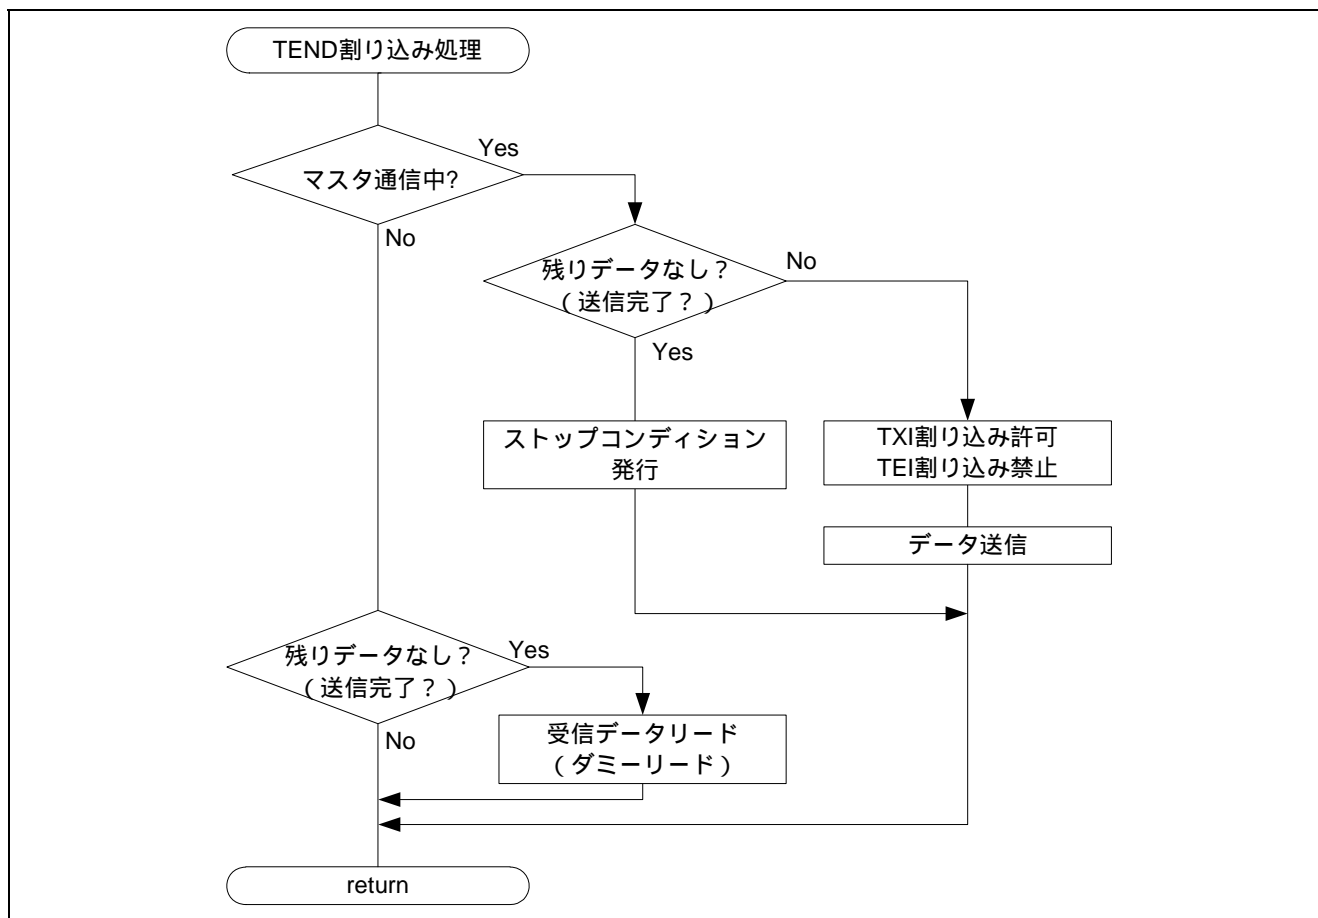 TEND割り込み処理
Yes
マスタ通信中?
No
残りデータなし？
（送信完了？）
No
Yes
ストップコンディション
発行
TXI割り込み許可
TEI割り込み禁止
データ送信
残りデータなし？
（送信完了？）
Yes
No
受信データリード
（ダミーリード）
return